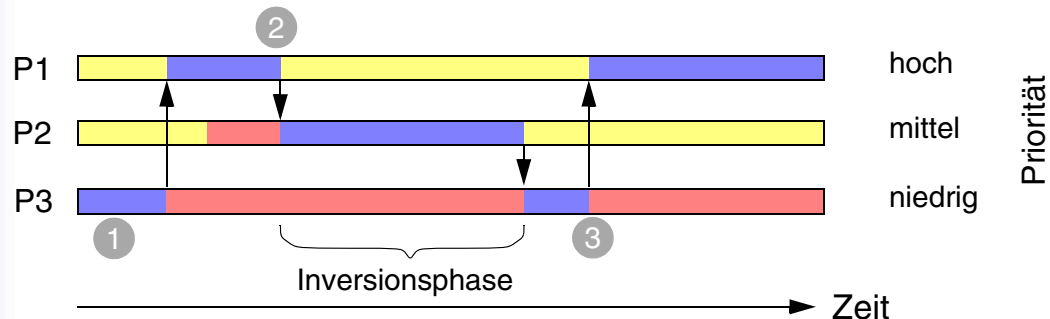 2
P1 hoch
P2 mittel
P3 niedrig
Priorität
1 3
Inversionsphase
Zeit